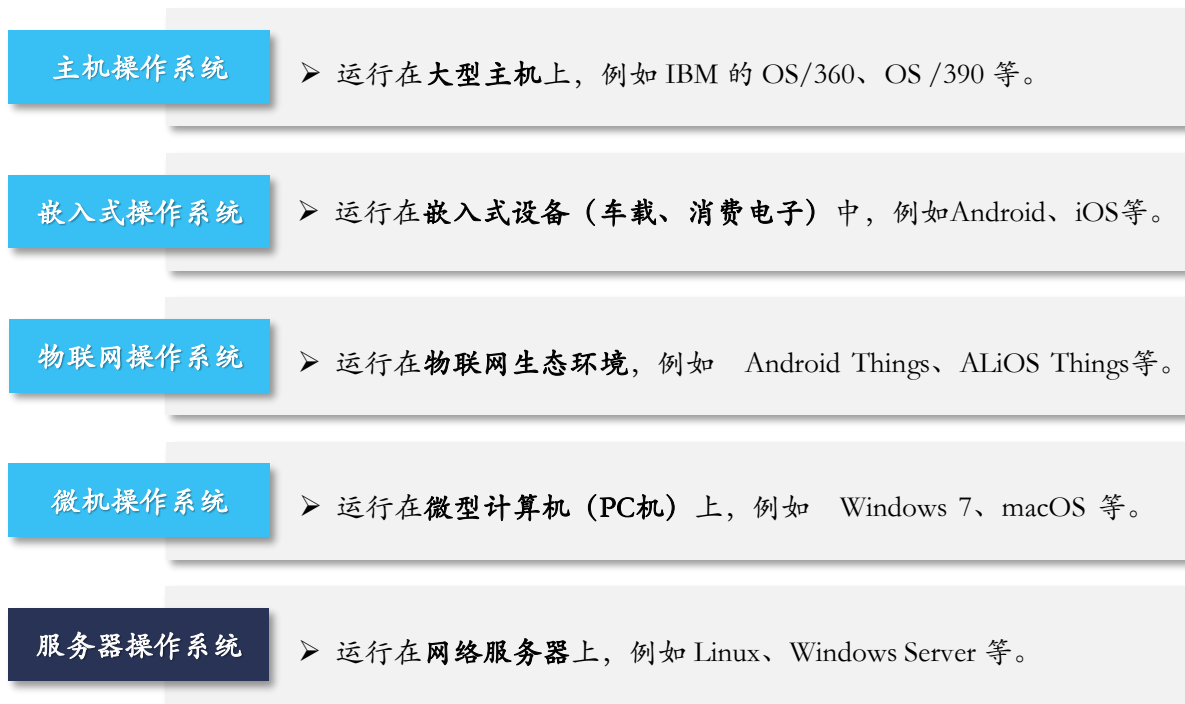 主机操作系统
➢ 运行在大型主机上，例如 IBM 的 OS/360、OS /390 等。
嵌入式操作系统
➢ 运行在嵌入式设备（车载、消费电子）中，例如Android、iOS等。
物联网操作系统
➢ 运行在物联网生态环境，例如 Android Things、ALiOS Things等。
微机操作系统
➢ 运行在微型计算机（PC机）上，例如 Windows 7、macOS 等。
服务器操作系统
➢ 运行在网络服务器上，例如 Linux、Windows Server 等。